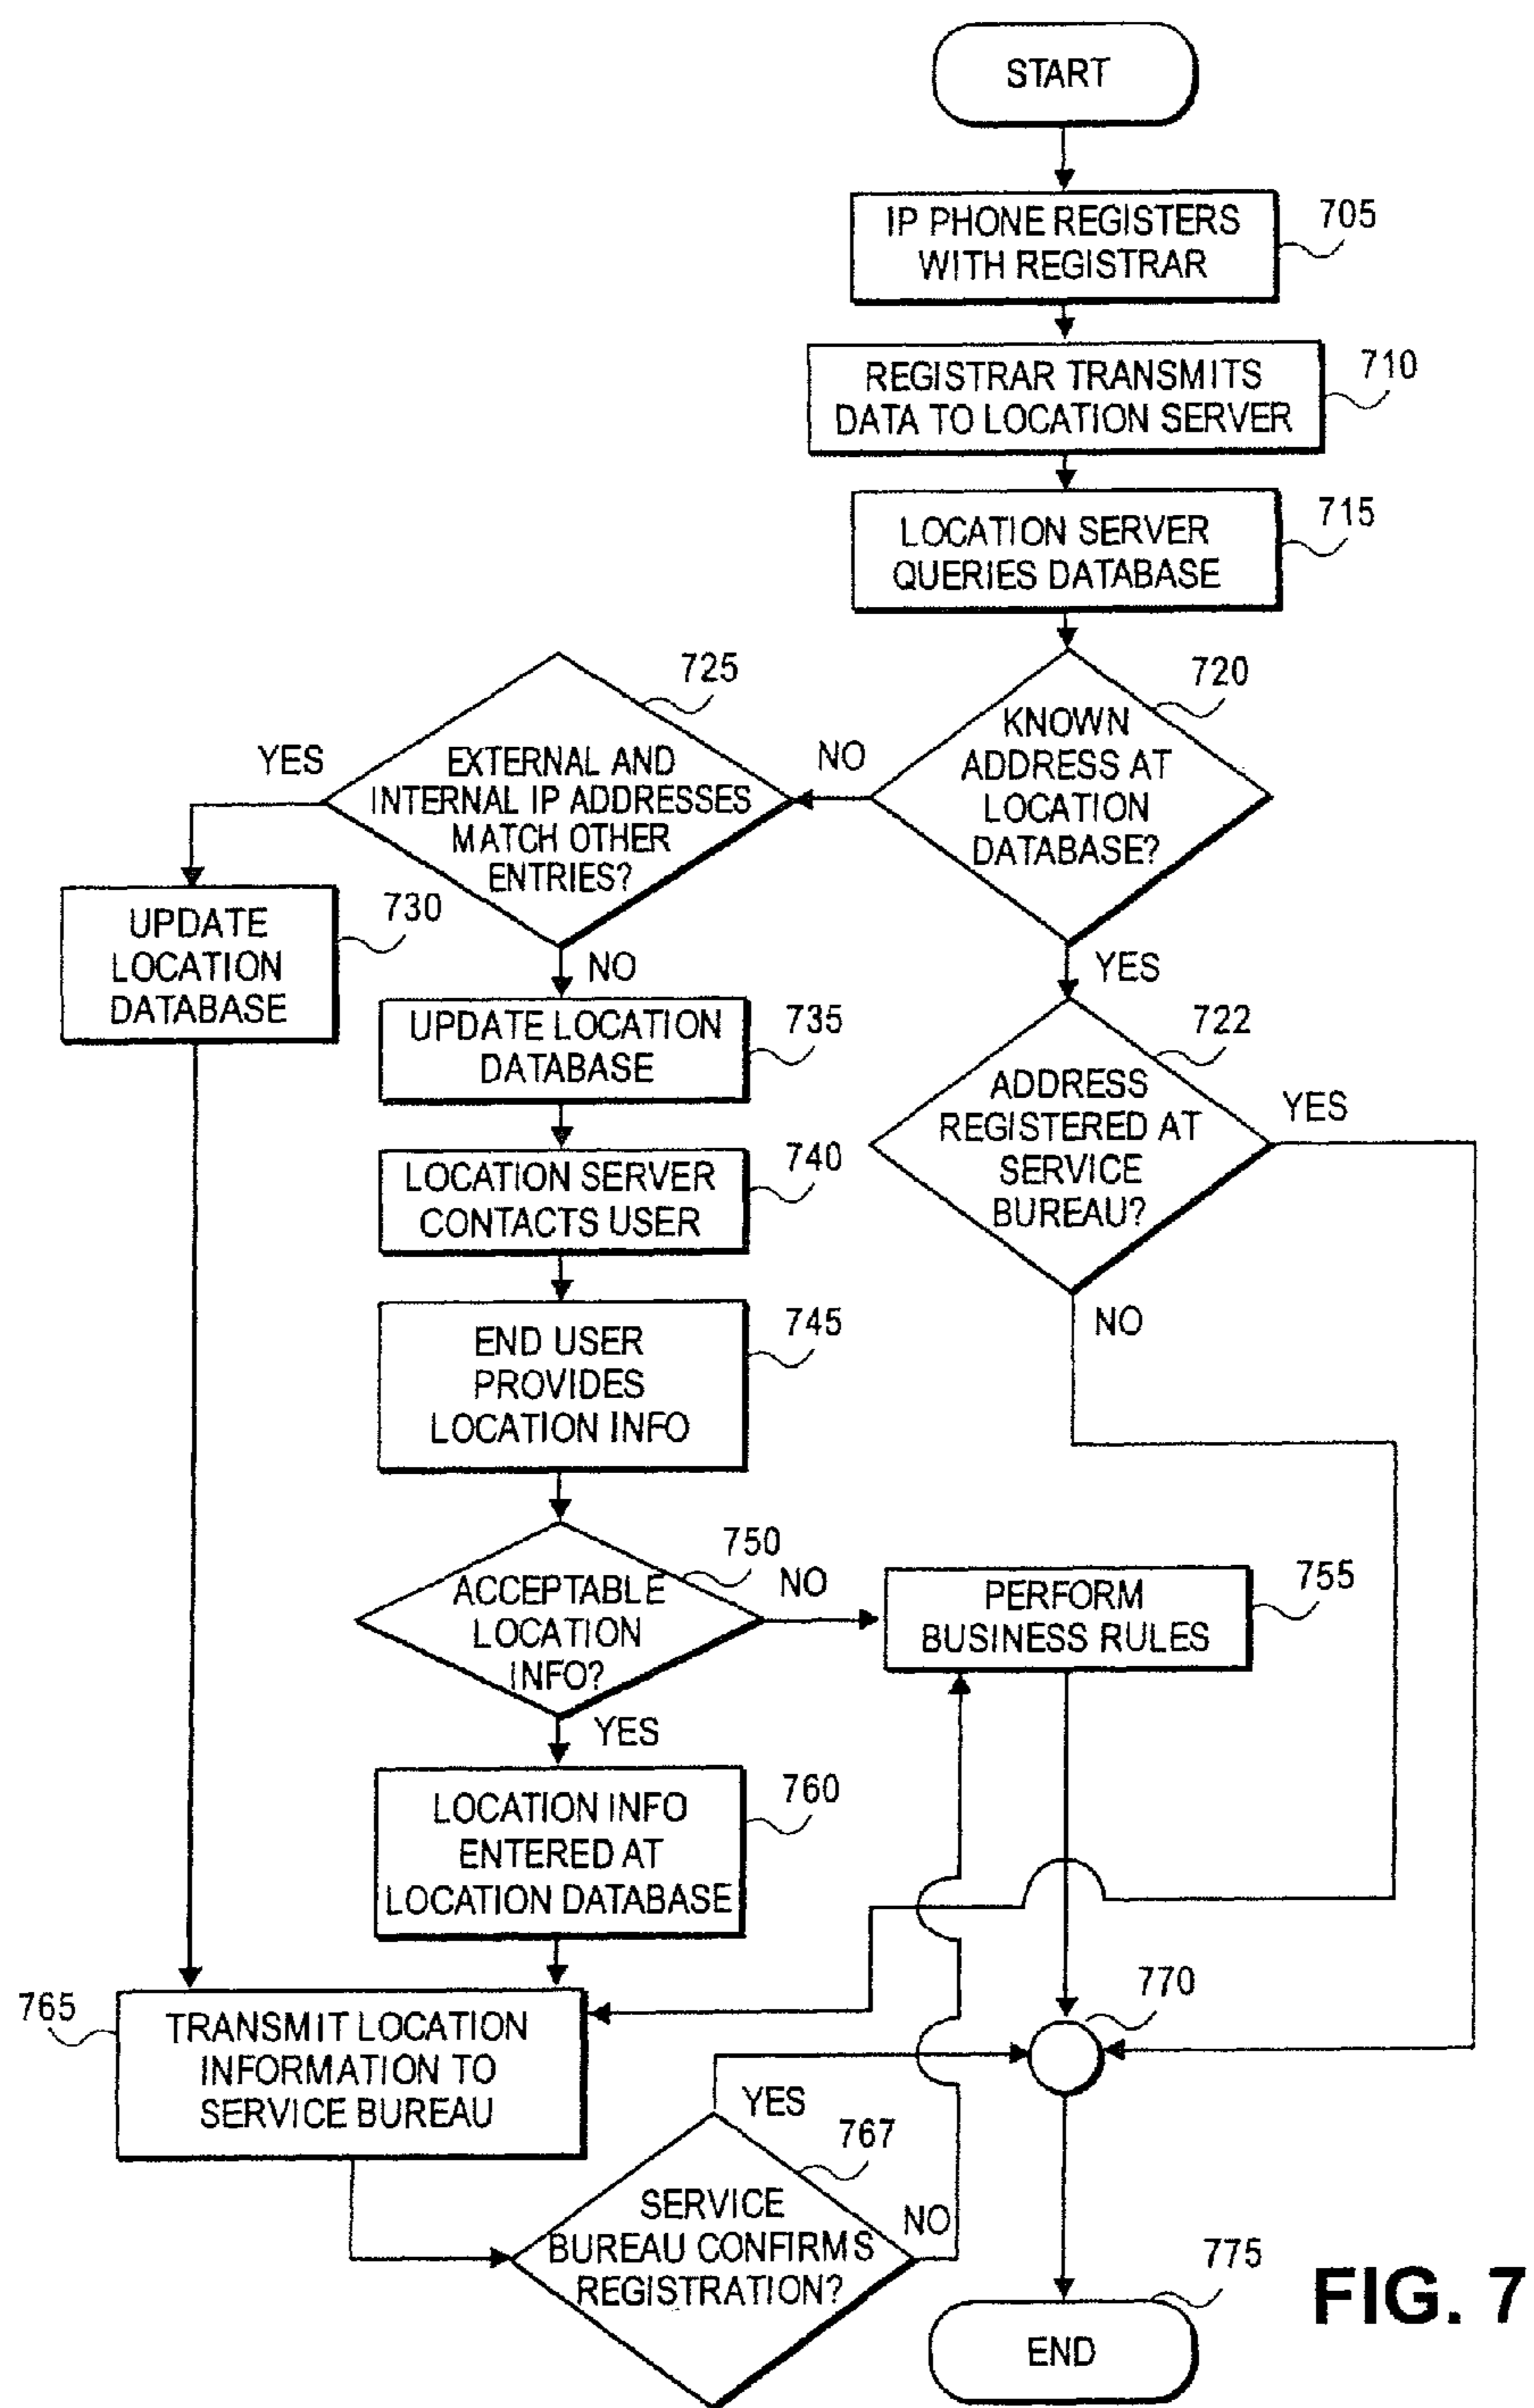 START
IP PHONE REGISTERS
WITH REGISTRAR
705
REGISTRAR TRANSMITS
DATA TO LOCATION SERVER
710
LOCATION SERVER
QUERIES DATABASE
715
KNOWN
ADDRESS AT
LOCATION
DATABASE?
720
NO
YES
EXTERNAL AND
INTERNAL IP ADDRESSES
MATCH OTHER
ENTRIES?
725
YES
NO
UPDATE
LOCATION
DATABASE
730
ADDRESS
REGISTERED AT
SERVICE
BUREAU?
722
YES
NO
UPDATE LOCATION
DATABASE
735
LOCATION SERVER
CONTACTS USER
740
END USER
PROVIDES
LOCATION INFO
745
ACCEPTABLE
LOCATION
INFO?
750
NO
YES
PERFORM
BUSINESS RULES
755
LOCATION INFO
ENTERED AT
LOCATION DATABASE
760
765
TRANSMIT LOCATION
INFORMATION TO
SERVICE BUREAU
770
SERVICE
BUREAU CONFIRMS
REGISTRATION?
767
YES
NO
775
END
FIG. 7